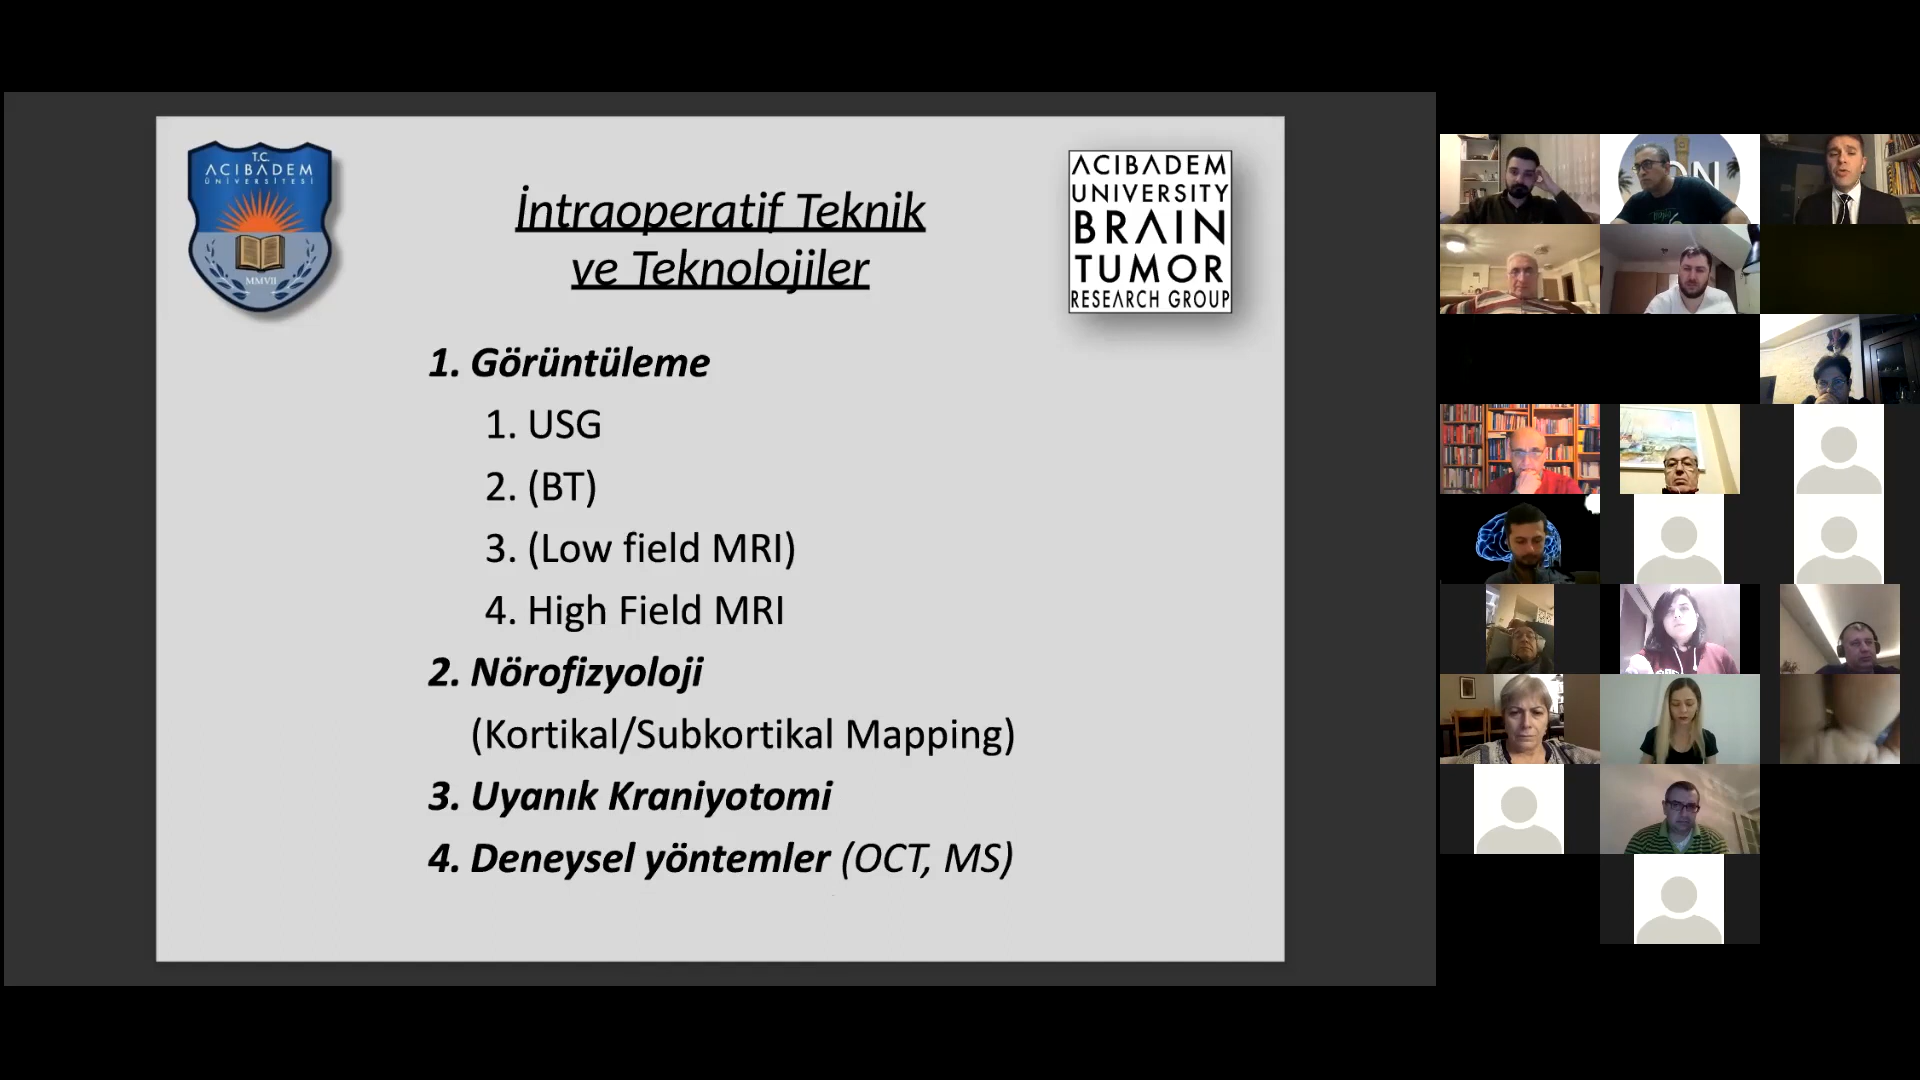 T.C.
ACIBADEM
ÜNİVERSİTESİ
MMVII
İntraoperatif Teknik
ve Teknolojiler
ACIBADEM
UNIVERSITY
BRAIN
TUMOR
RESEARCH GROUP
1. Görüntüleme
1. USG
2. (BT)
3. (Low field MRI)
4. High Field MRI
2. Nörofizyoloji
(Kortikal/Subkortikal Mapping)
3. Uyanık Kraniyotomi
4. Deneysel yöntemler (OCT, MS)